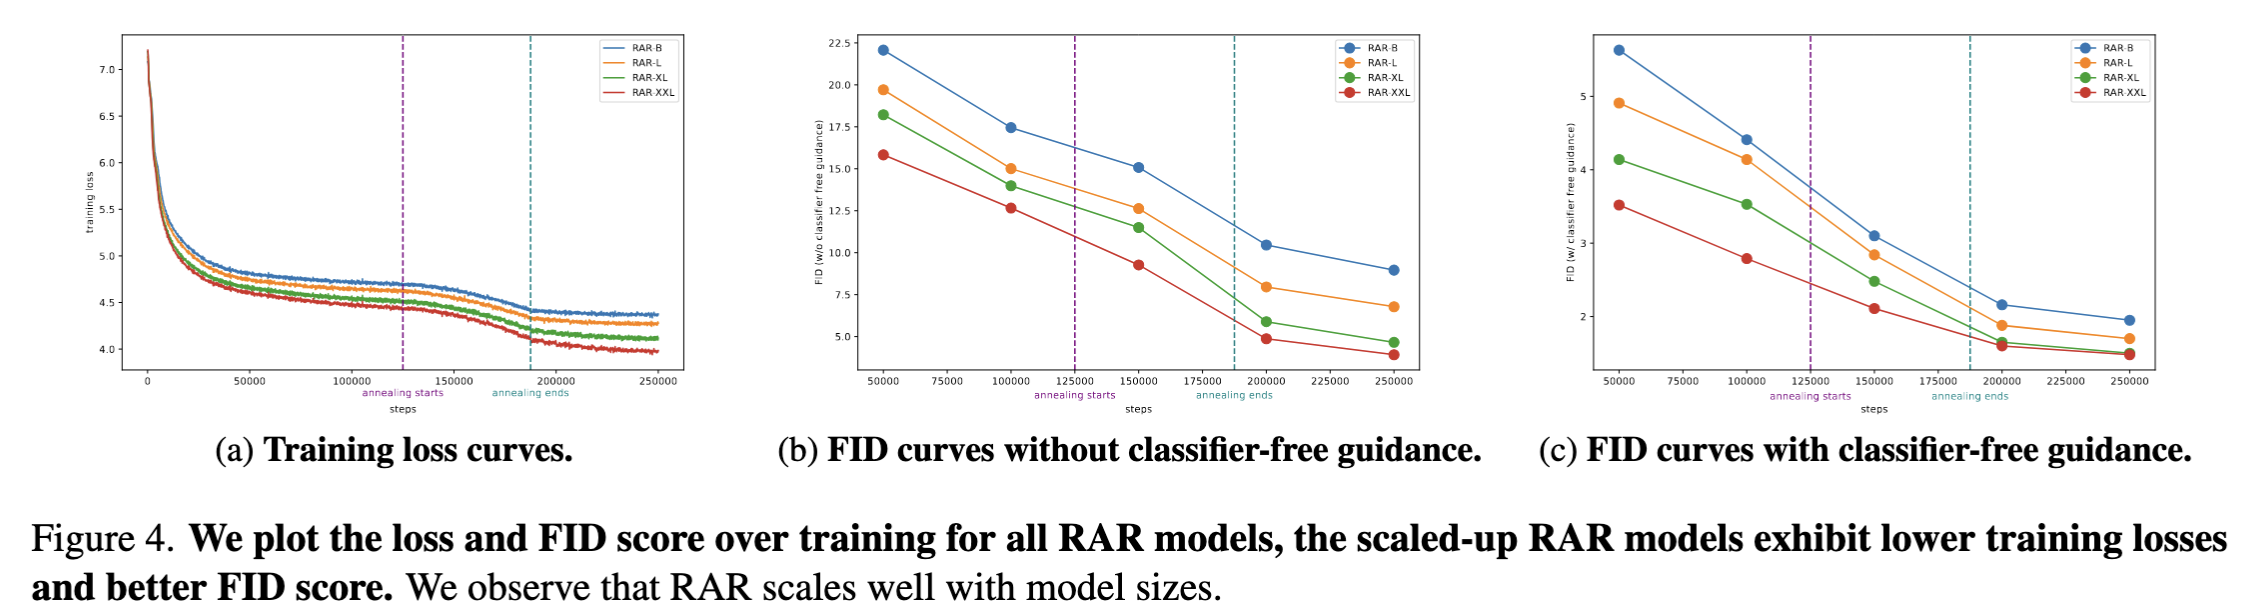 7.0
6.5
6.0
5.5
5.0
4.5
4.0
training loss
RAR-B
RAR-L
RAR-XL
RAR-XXL
0 50000 100000 150000 200000 250000
annealing starts annealing ends
steps
(a) Training loss curves.
22.5
20.0
17.5
15.0
12.5
10.0
7.5
5.0
FID (w/o classifier free guidance)
RAR-B
RAR-L
RAR-XL
RAR-XXL
50000 75000 100000 125000 150000 175000 200000 225000 250000
annealing starts annealing ends
steps
(b) FID curves without classifier-free guidance.
5
4
3
2
FID (w/ classifier free guidance)
RAR-B
RAR-L
RAR-XL
RAR-XXL
50000 75000 100000 125000 150000 175000 200000 225000 250000
annealing starts annealing ends
steps
(c) FID curves with classifier-free guidance.
Figure 4. We plot the loss and FID score over training for all RAR models, the scaled-up RAR models exhibit lower training losses
and better FID score. We observe that RAR scales well with model sizes.